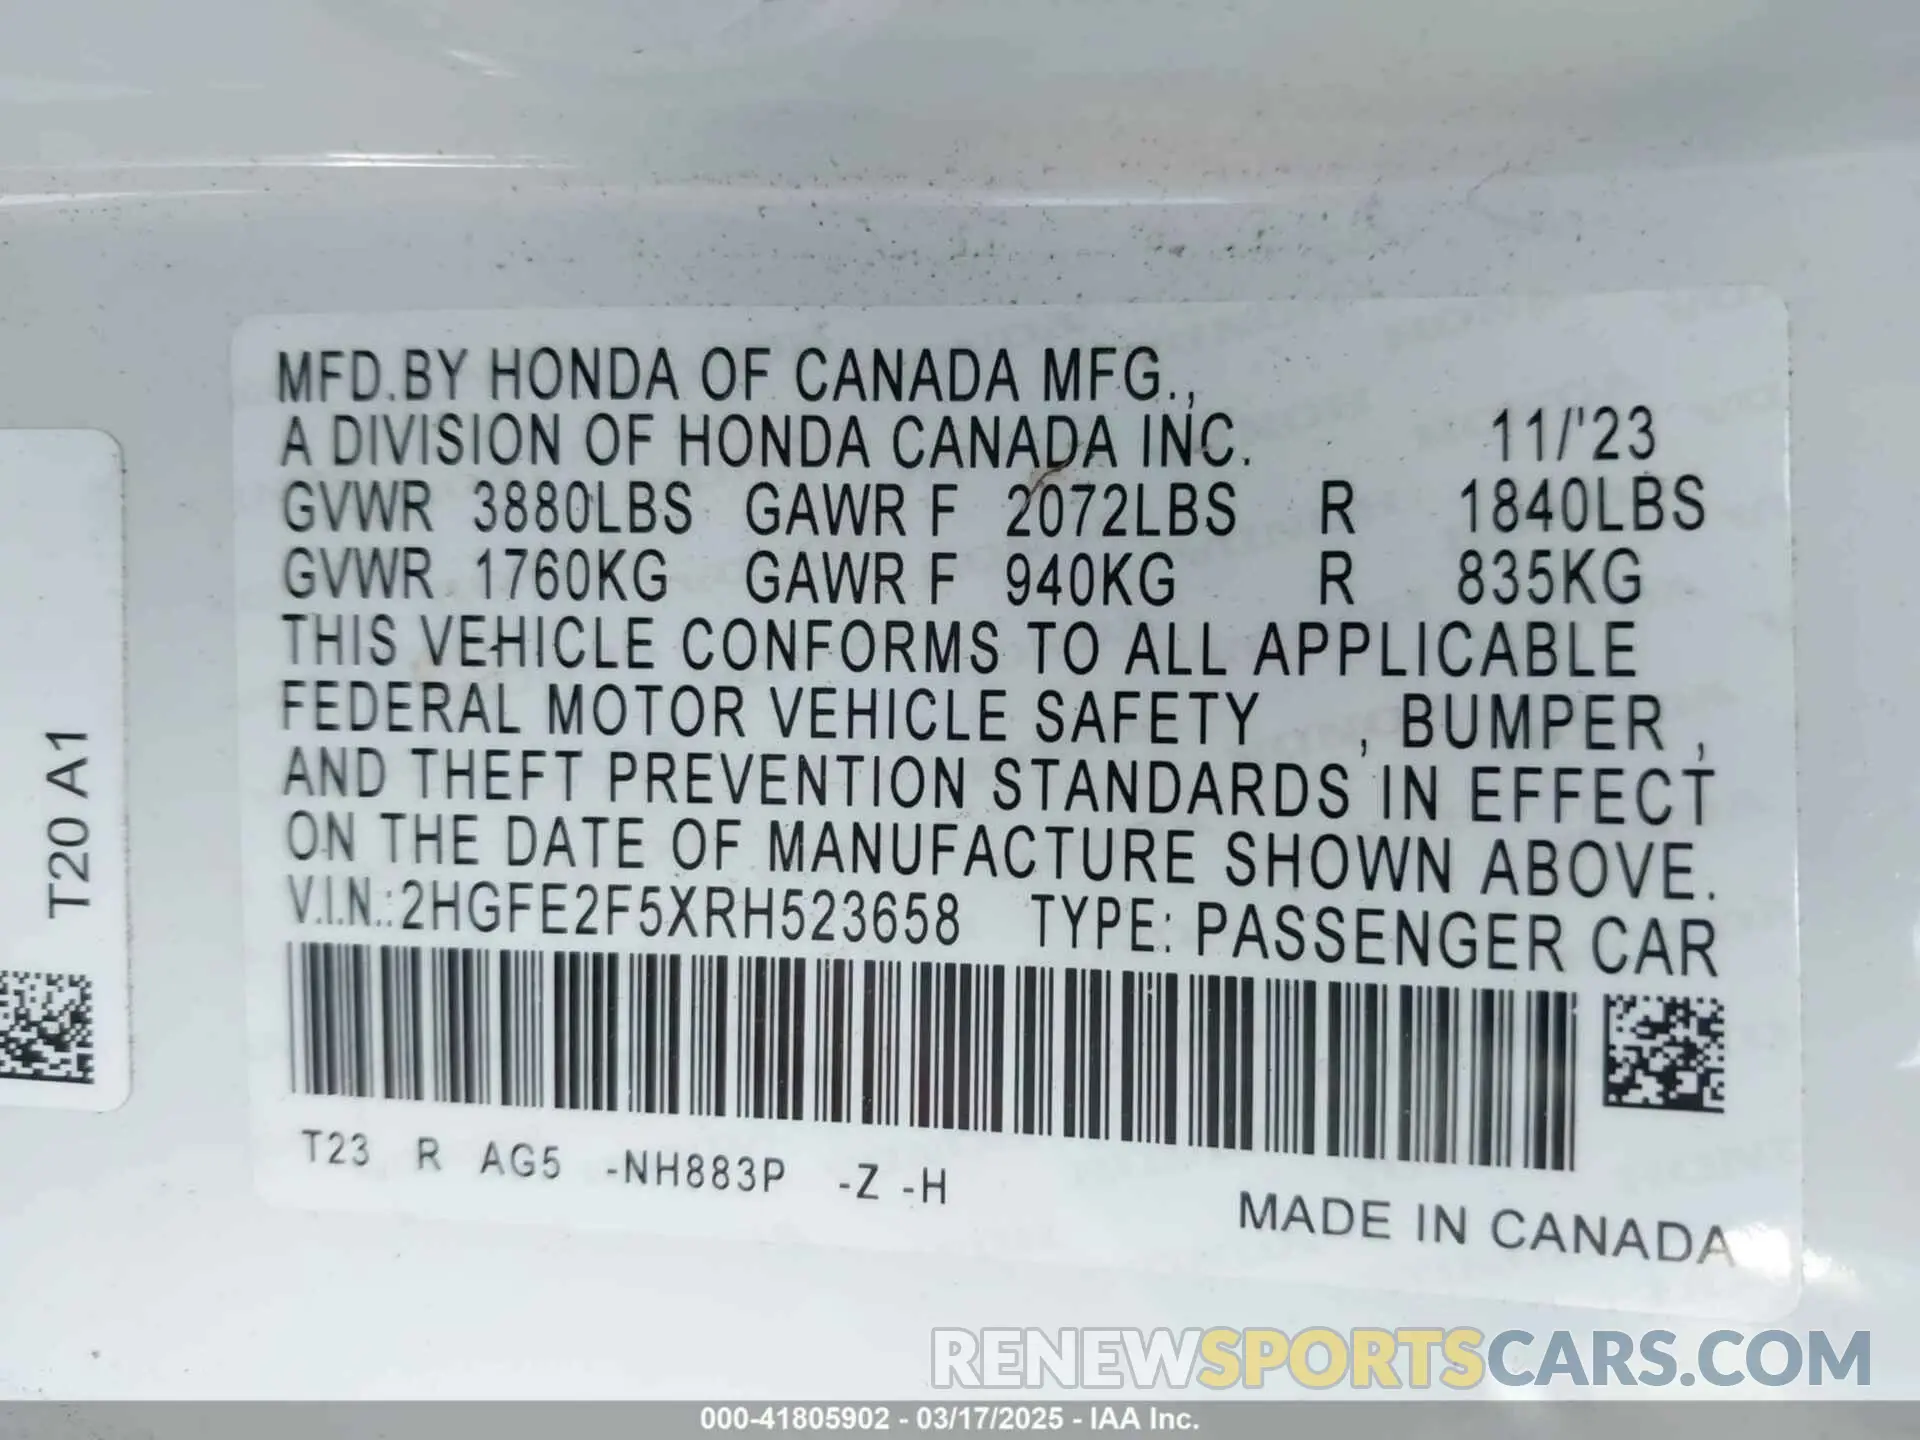 MFD.BY HONDA OF CANADA MFG.,
A DIVISION OF HONDA CANADA INC. 11/'23
GVWR 3880LBS GAWR F 2072LBS R 1840LBS
GVWR 1760KG GAWR F 940KG R 835KG
THIS VEHICLE CONFORMS TO ALL APPLICABLE
FEDERAL MOTOR VEHICLE SAFETY , BUMPER ,
AND THEFT PREVENTION STANDARDS IN EFFECT
ON THE DATE OF MANUFACTURE SHOWN ABOVE.
V.I.N.:2HGFE2F5XRH523658 TYPE: PASSENGER CAR
T23 R AG5 -NH883P -Z -H
MADE IN CANADA
T20 A1
RENEWSPORTSCARS.COM
000-41805902 - 03/17/2025 - IAA Inc.